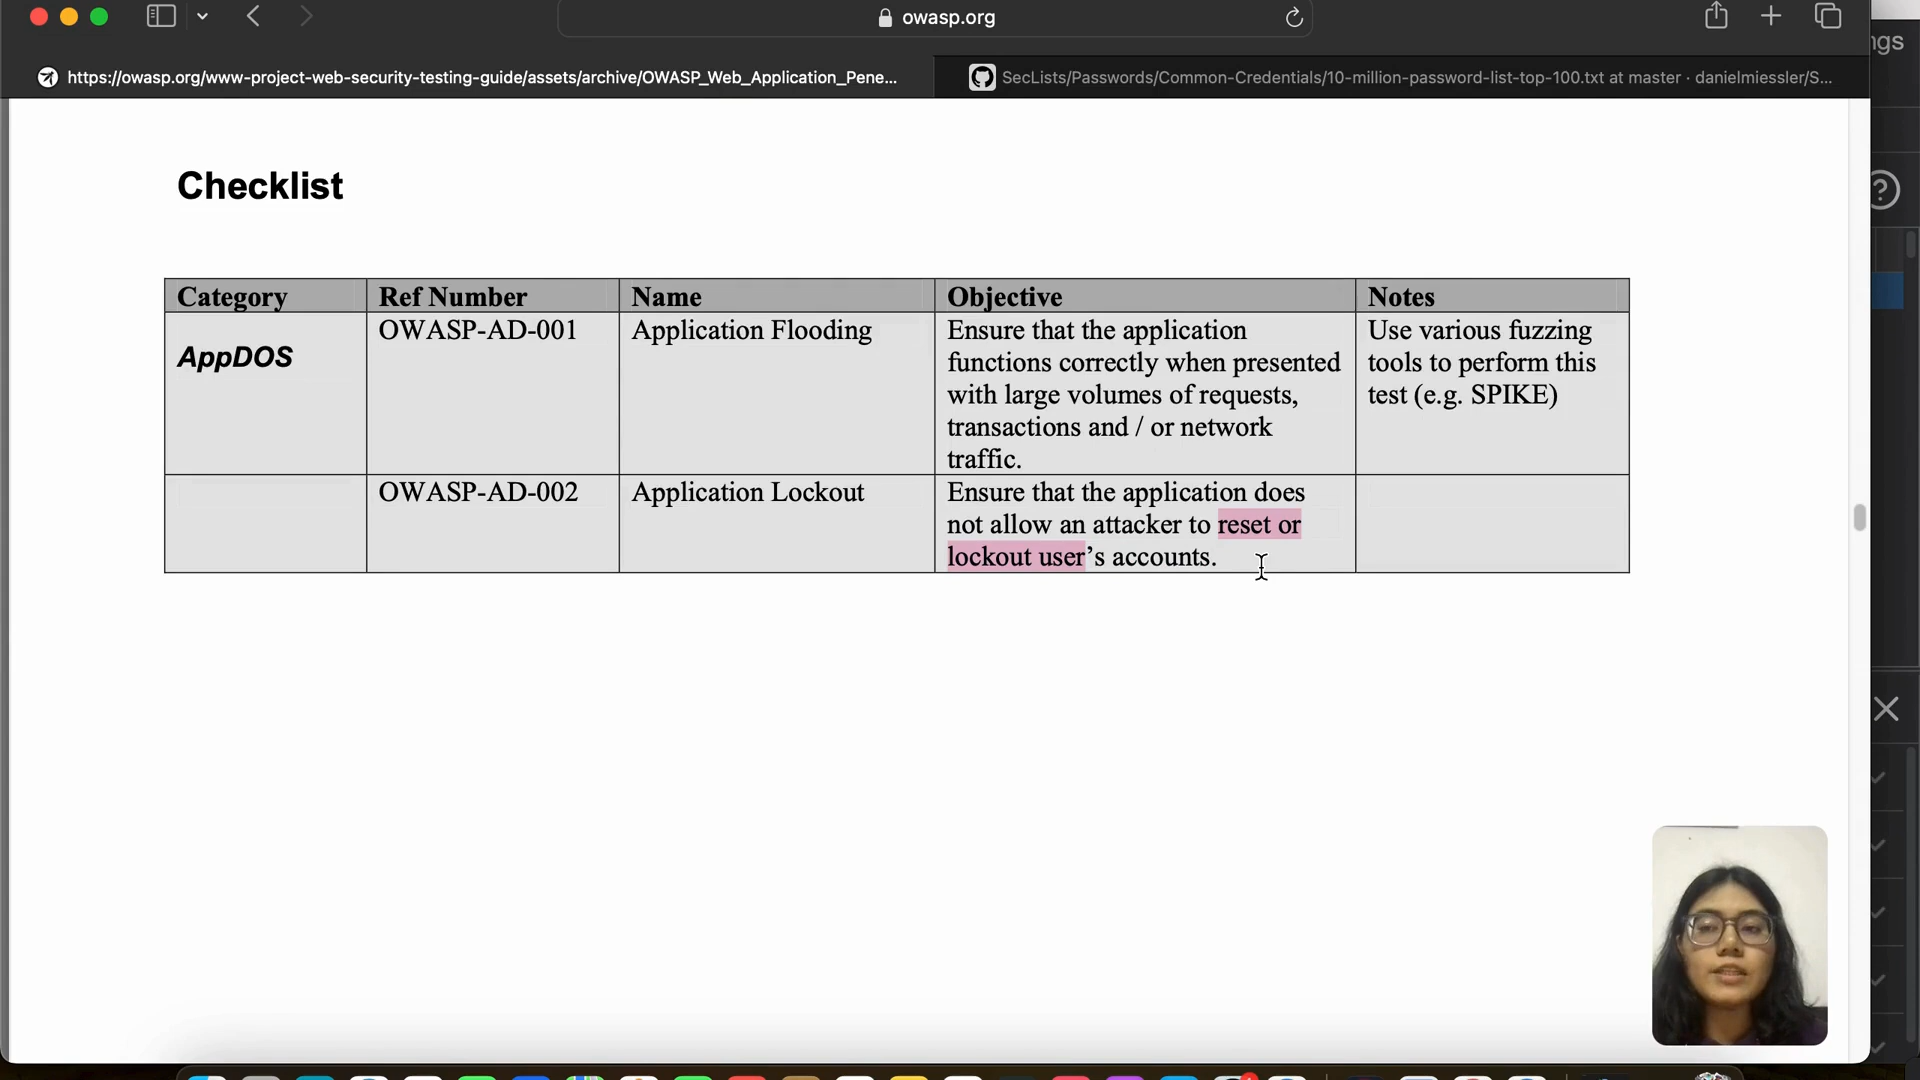 owasp.org
https://owasp.org/www-project-web-security-testing-guide/assets/archive/OWASP_Web_Application_Pene...
SecLists/Passwords/Common-Credentials/10-million-password-list-top-100.txt at master · danielmiessler/S...
ngs
Checklist
Category Ref Number Name Objective Notes
AppDOS
OWASP-AD-001
Application Flooding
Ensure that the application
functions correctly when presented
with large volumes of requests,
transactions and / or network
traffic.
Use various fuzzing
tools to perform this
test (e.g. SPIKE)
OWASP-AD-002
Application Lockout
Ensure that the application does
not allow an attacker to reset or
lockout user’s accounts.